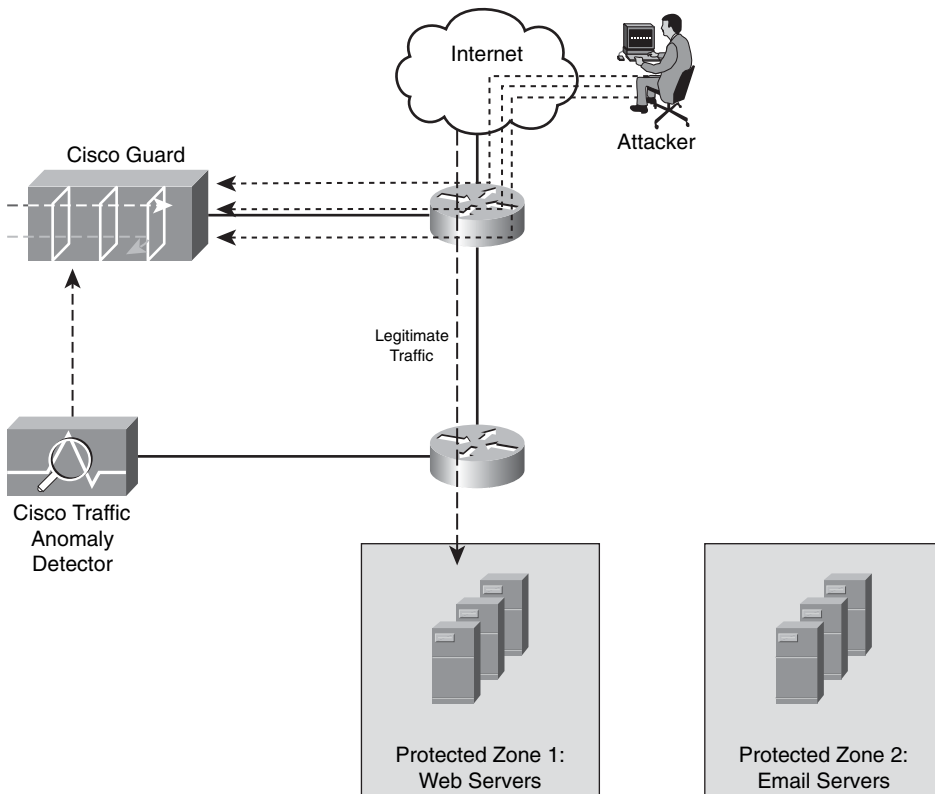 Internet
Attacker
Cisco Guard
Legitimate
Traffic
Cisco Traffic
Anomaly
Detector
Protected Zone 1:
Web Servers
Protected Zone 2:
Email Servers